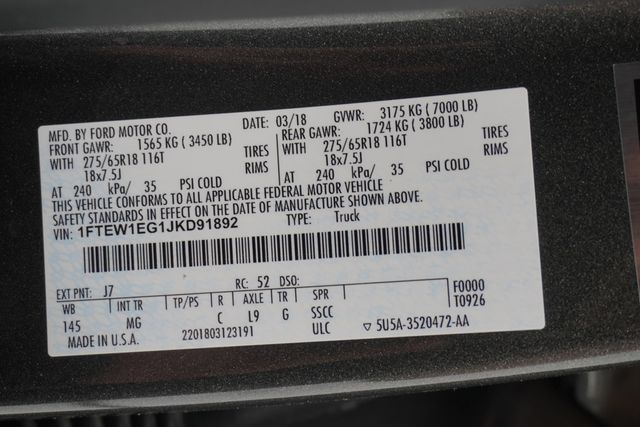 MFD. BY FORD MOTOR CO.
DATE: 03/18 GVWR: 3175 KG ( 7000 LB)
FRONT GAWR: 1565 KG ( 3450 LB) REAR GAWR: 1724 KG ( 3800 LB)
WITH 275/65R18 116T TIRES WITH 275/65R18 116T TIRES
18x7.5J RIMS 18x7.5J RIMS
AT 240 kPa/ 35 PSI COLD AT 240 kPa/ 35 PSI COLD
THIS VEHICLE CONFORMS TO ALL APPLICABLE FEDERAL MOTOR VEHICLE
SAFETY STANDARDS IN EFFECT ON THE DATE OF MANUFACTURE SHOWN ABOVE.
VIN: 1FTEW1EG1JKD91892 TYPE: Truck
EXT PNT: J7 RC: 52 DSO:
WB INT TR TP/PS R AXLE TR SPR F0000
145 MG C L9 G SSCC T0926
MADE IN U.S.A. 2201803123191 ULC ▽ 5U5A-3520472-AA